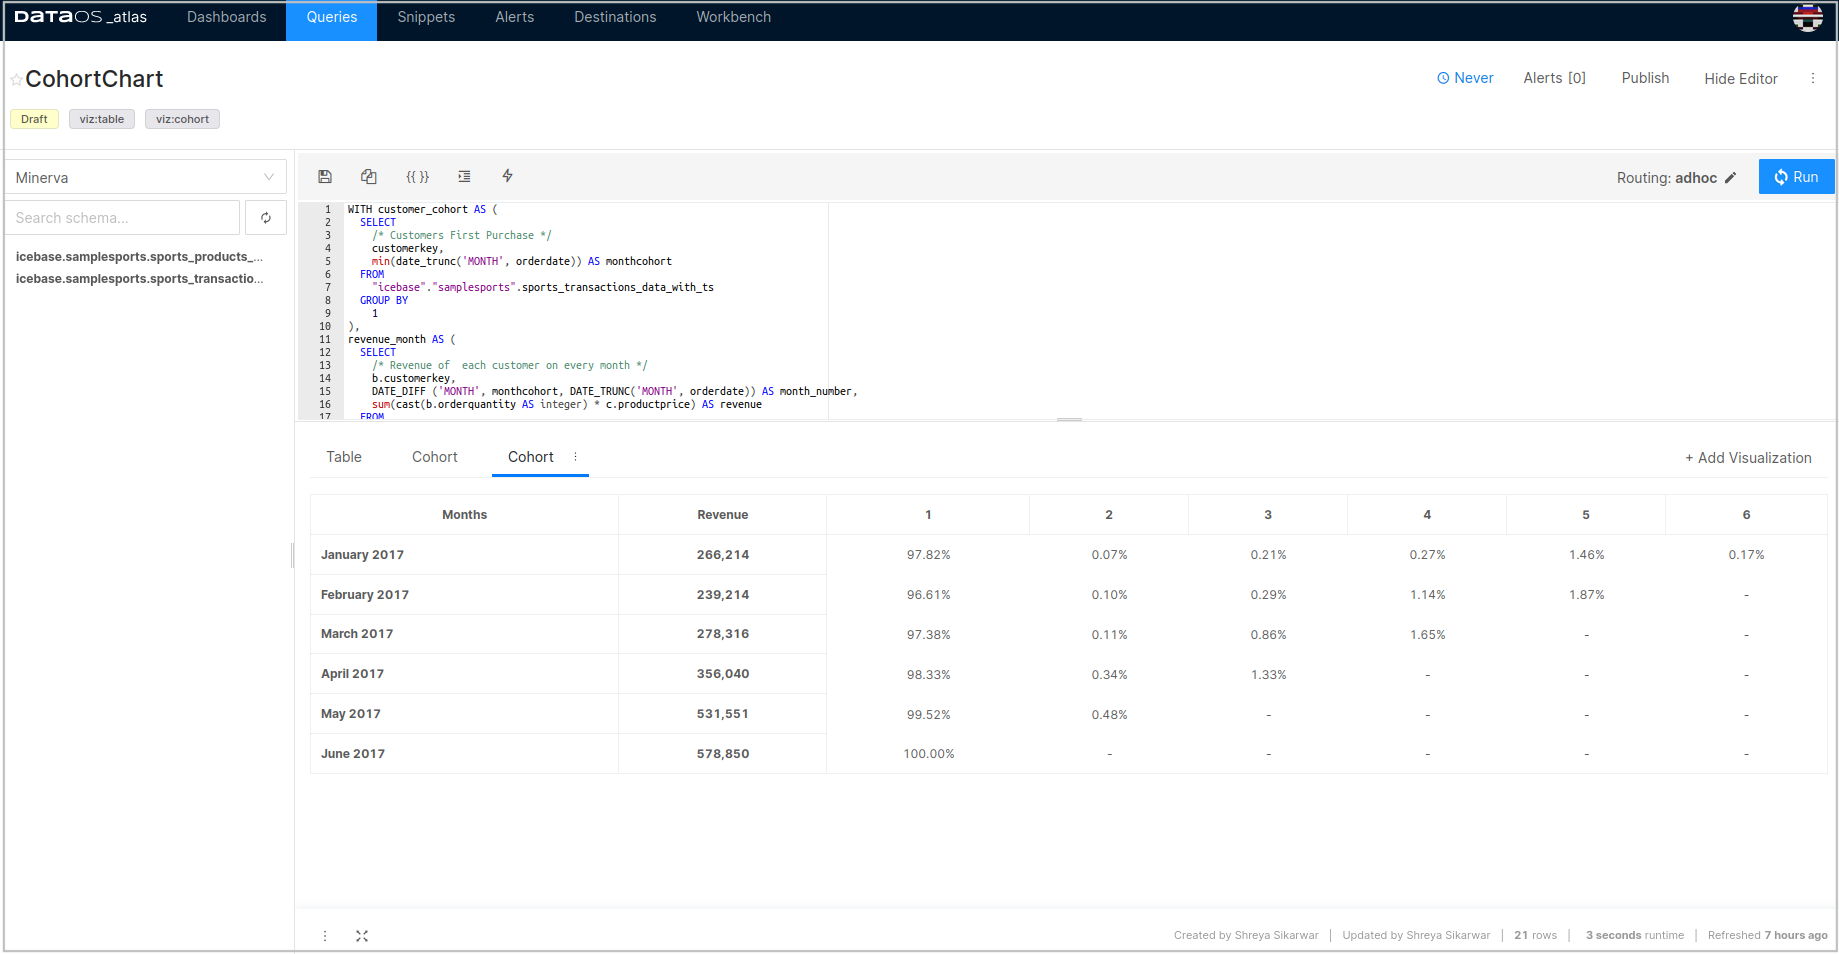 DATAOS _atlas Dashboards Queries Snippets Alerts Destinations Workbench
CohortChart
Never Alerts [0] Publish Hide Editor
Draft viz:table viz:cohort
Minerva
Search schema...
icebase.samplesports.sports_products_...
icebase.samplesports.sports_transactio...
{{ }}
Routing: adhoc Run
1 WITH customer_cohort AS (
2 SELECT
3 /* Customers First Purchase */
4 customerkey,
5 min(date_trunc('MONTH', orderdate)) AS monthcohort
6 FROM
7 "icebase"."samplesports".sports_transactions_data_with_ts
8 GROUP BY
9 1
10 ),
11 revenue_month AS (
12 SELECT
13 /* Revenue of  each customer on every month */
14 b.customerkey,
15 DATE_DIFF ('MONTH', monthcohort, DATE_TRUNC('MONTH', orderdate)) AS month_number,
16 sum(cast(b.orderquantity AS integer) * c.productprice) AS revenue
17 FROM
Table Cohort Cohort + Add Visualization
Months Revenue 1 2 3 4 5 6
January 2017 266,214 97.82% 0.07% 0.21% 0.27% 1.46% 0.17%
February 2017 239,214 96.61% 0.10% 0.29% 1.14% 1.87% -
March 2017 278,316 97.38% 0.11% 0.86% 1.65% - -
April 2017 356,040 98.33% 0.34% 1.33% - - -
May 2017 531,551 99.52% 0.48% - - - -
June 2017 578,850 100.00% - - - - -
Created by Shreya Sikarwar | Updated by Shreya Sikarwar | 21 rows | 3 seconds runtime | Refreshed 7 hours ago